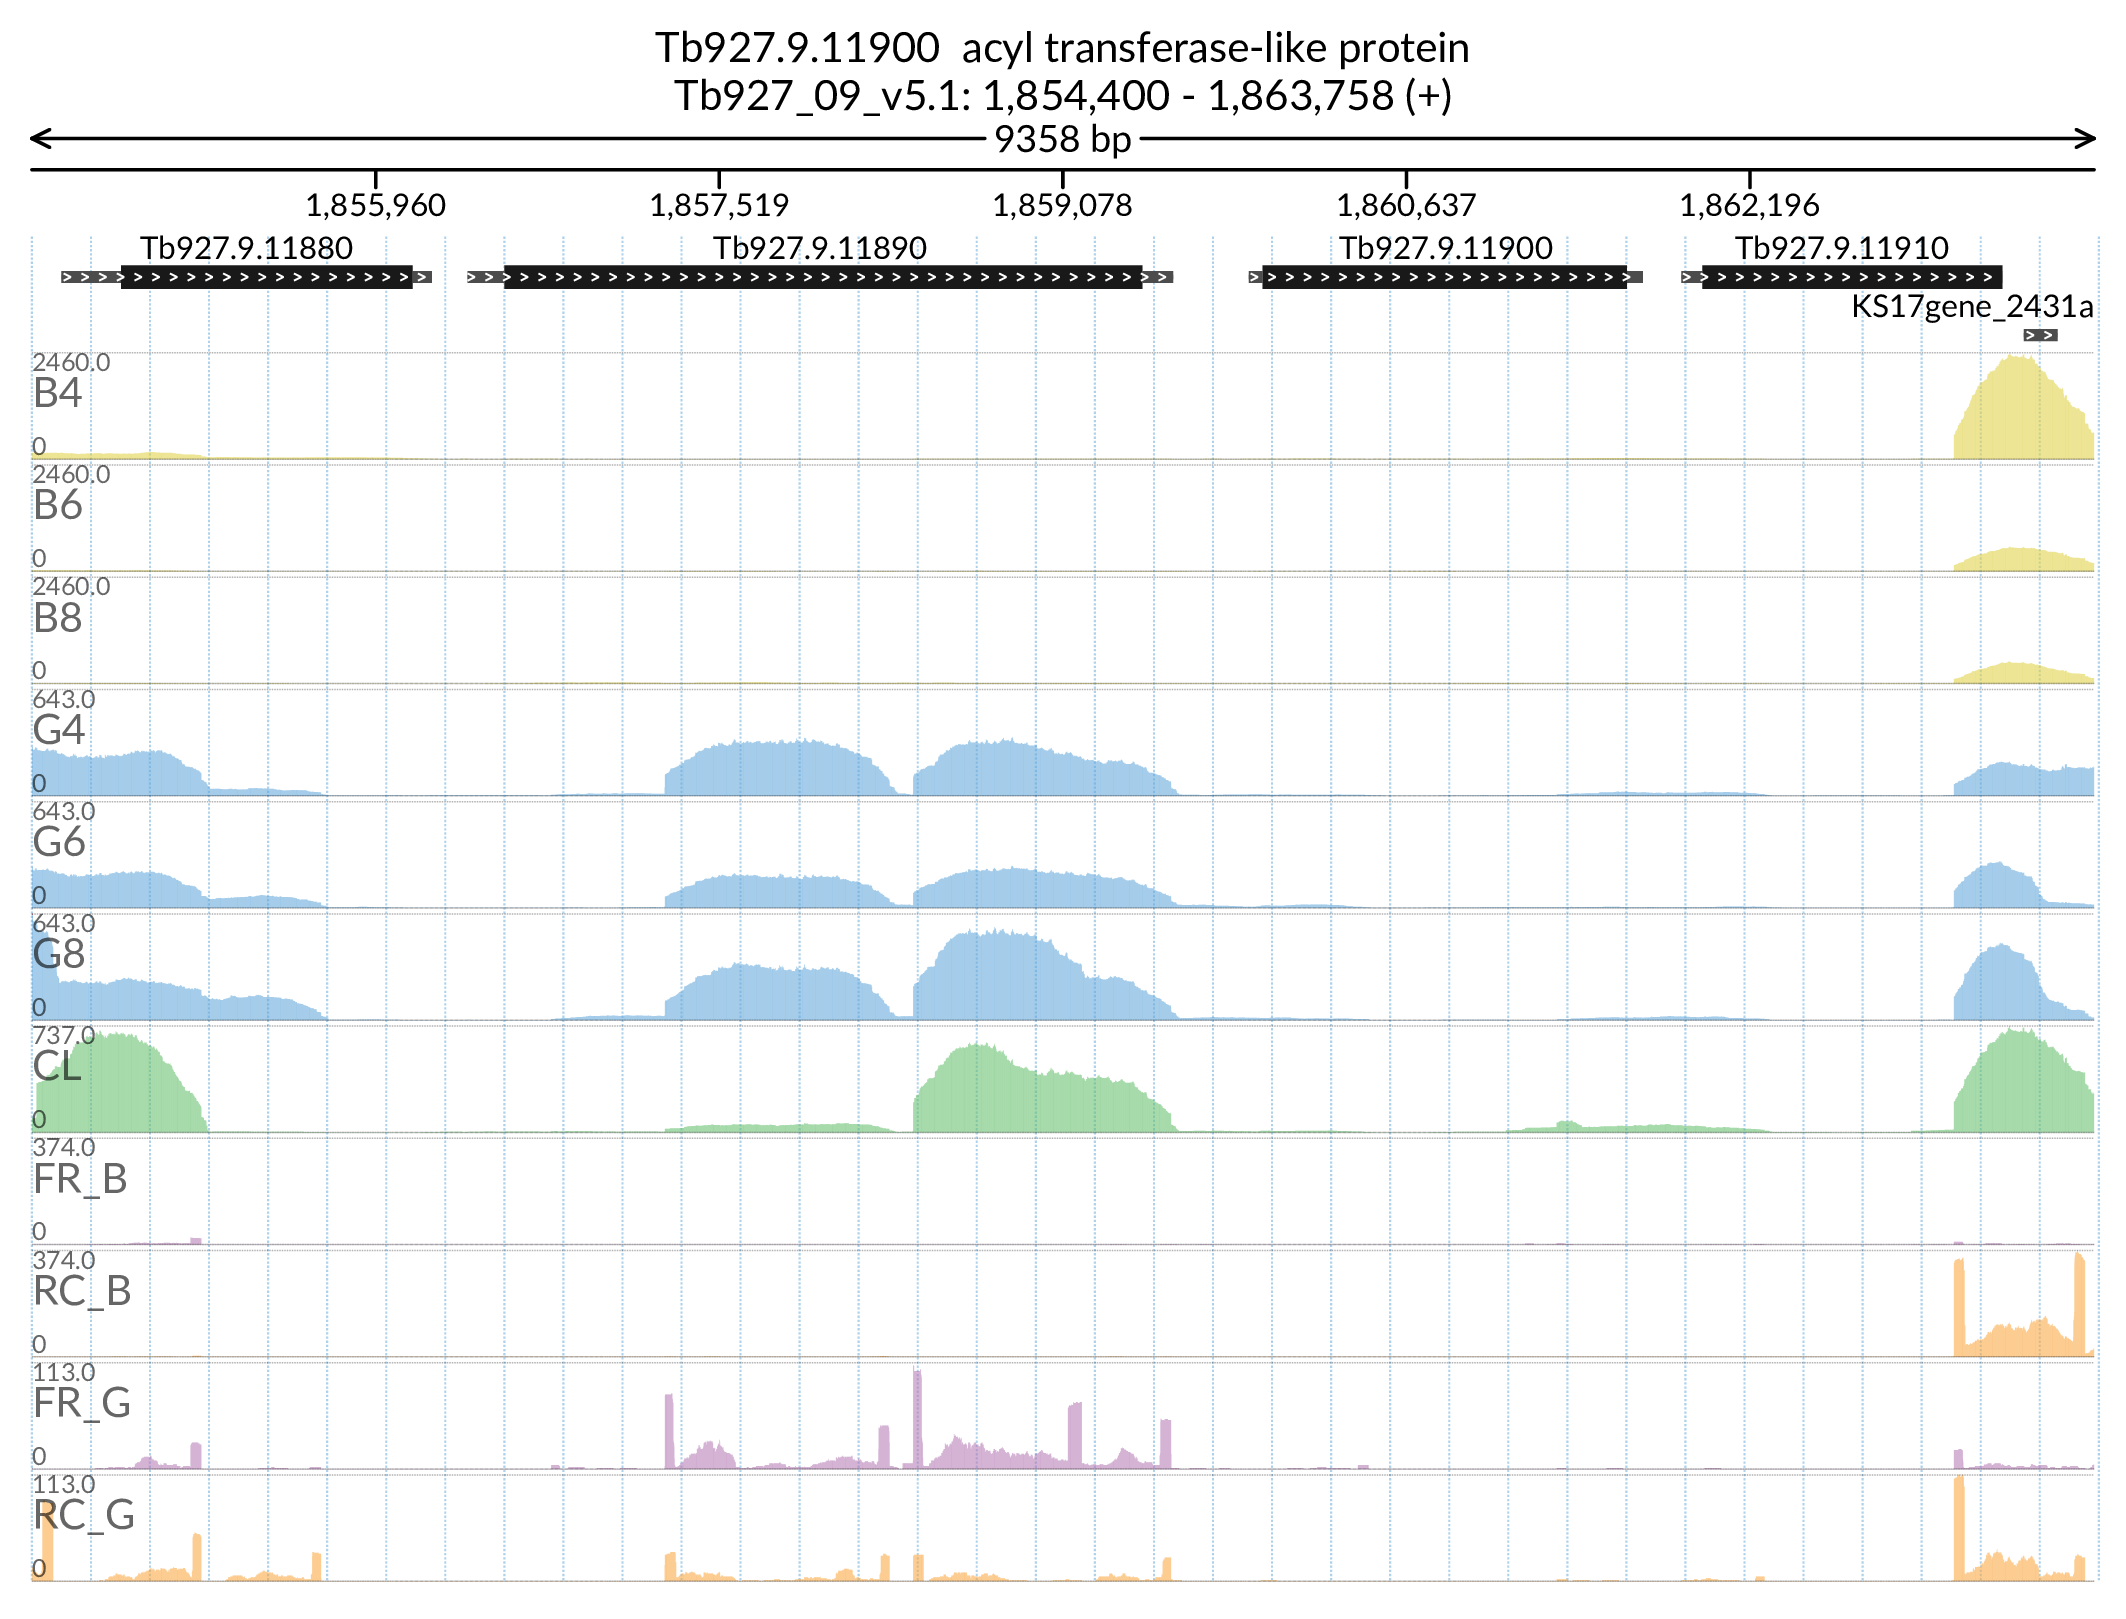 Tb927.9.11900  acyl transferase-like protein
Tb927_09_v5.1: 1,854,400 - 1,863,758 (+)
9358 bp
1,855,960 1,857,519 1,859,078 1,860,637 1,862,196
Tb927.9.11880 Tb927.9.11890 Tb927.9.11900 Tb927.9.11910
KS17gene_2431a
2460.0
B4
0
2460.0
B6
0
2460.0
B8
0
643.0
G4
0
643.0
G6
0
643.0
G8
0
737.0
CL
0
374.0
FR_B
0
374.0
RC_B
0
113.0
FR_G
0
113.0
RC_G
0